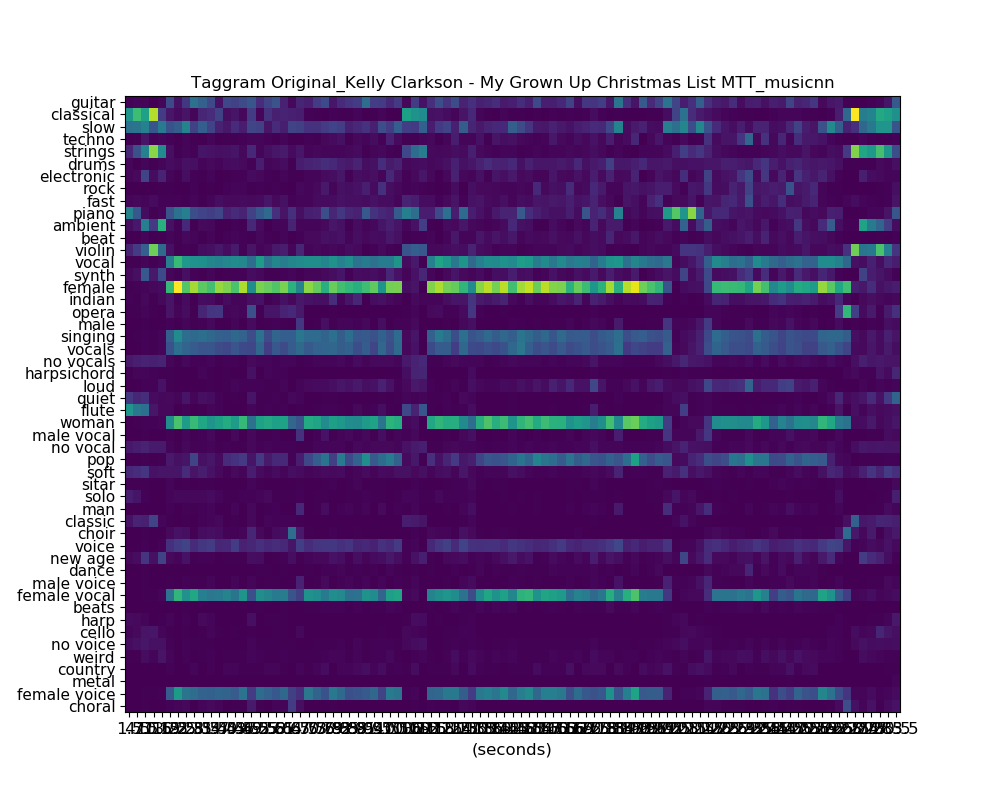 Taggram Original_Kelly Clarkson - My Grown Up Christmas List MTT_musicnn
guitar
classical
slow
techno
strings
drums
electronic
rock
fast
piano
ambient
beat
violin
vocal
synth
female
indian
opera
male
singing
vocals
no vocals
harpsichord
loud
quiet
flute
woman
male vocal
no vocal
pop
soft
sitar
solo
man
classic
choir
voice
new age
dance
male voice
female vocal
beats
harp
cello
no voice
weird
country
metal
female voice
choral
(seconds)